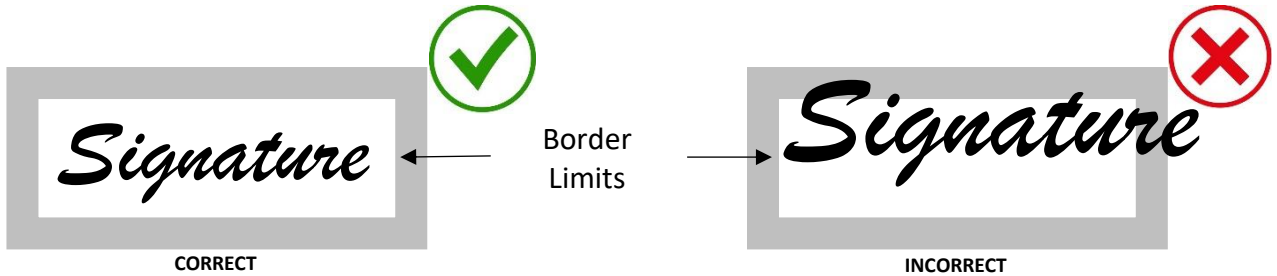 Signature
Border
Limits
Signature
CORRECT
INCORRECT